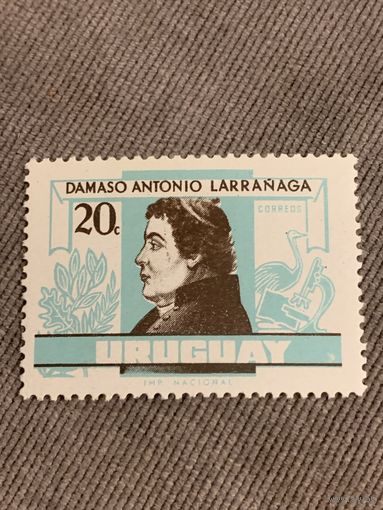 DAMASO ANTONIO LARRAÑAGA
20c
CORREOS
URUGUAY
IMP. NACIONAL